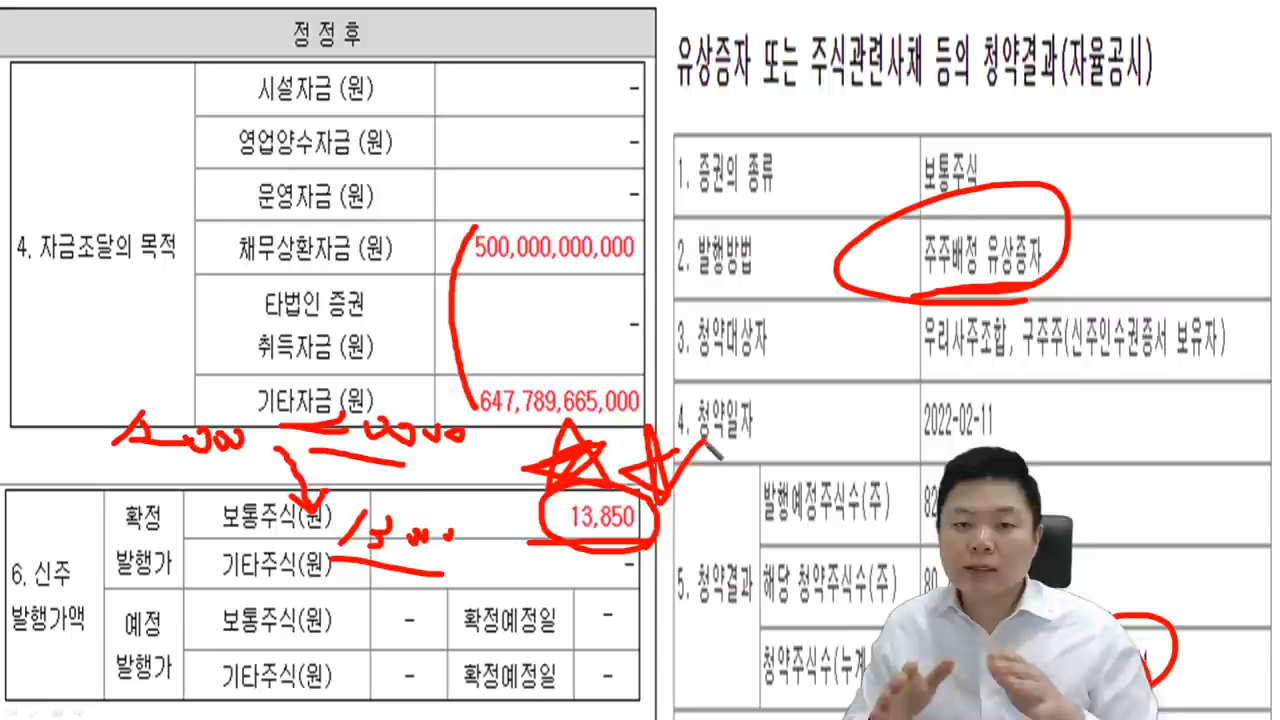 정 정 후
4. 자금조달의 목적
시설자금 (원) -
영업양수자금 (원) -
운영자금 (원) -
채무상환자금 (원) 500,000,000,000
타법인 증권
취득자금 (원) -
기타자금 (원) 647,789,665,000
6. 신주
발행가액
확정
발행가
보통주식(원) 13,850
기타주식(원) -
예정
발행가
보통주식(원) - 확정예정일 -
기타주식(원) - 확정예정일 -
유상증자 또는 주식관련사채 등의 청약결과(자율공시)
1. 증권의 종류 보통주식
2. 발행방법 주주배정 유상증자
3. 청약대상자 우리사주조합, 구주주(신주인수권증서 보유자)
4. 청약일자 2022-02-11
5. 청약결과
발행예정주식수(주) 82
해당 청약주식수(주) 80